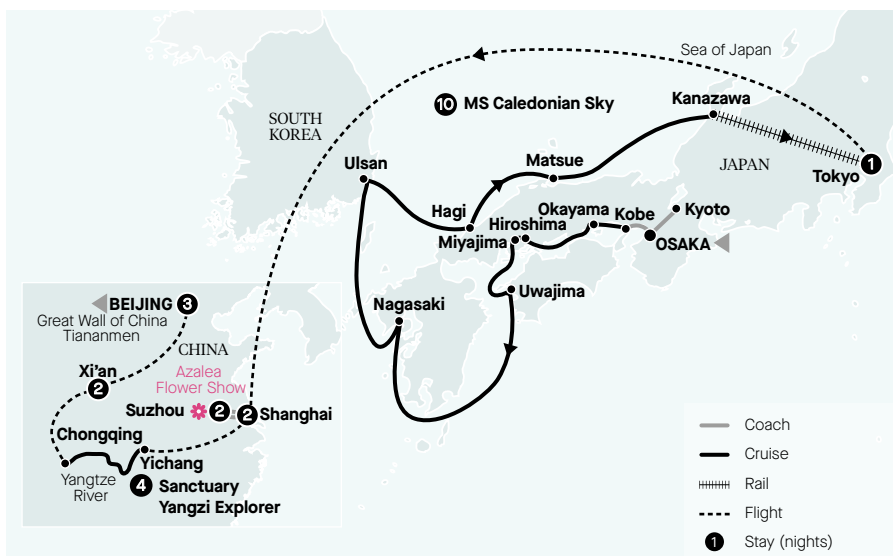 Sea of Japan
10 MS Caledonian Sky
Kanazawa
SOUTH
KOREA
JAPAN
1
Tokyo
Ulsan
Matsue
Hagi
Okayama
Kobe
Kyoto
Hiroshima
Miyajima
OSAKA
Uwajima
Nagasaki
BEIJING 3
Great Wall of China
Tiananmen
CHINA
Xi'an
2
Azalea
Flower Show
Suzhou 2 2 Shanghai
Chongqing
Yichang
Yangtze
River
4 Sanctuary
Yangzi Explorer
Coach
Cruise
Rail
Flight
1 Stay (nights)